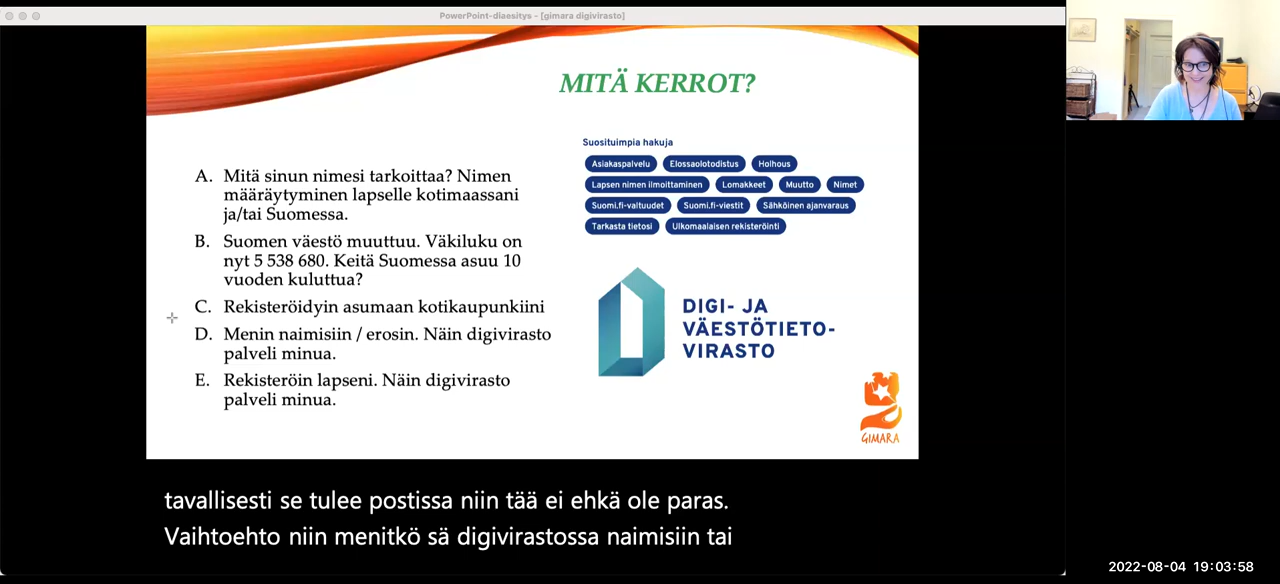 PowerPoint-diaesitys - [gimara digivirasto]
MITÄ KERROT?
A. Mitä sinun nimesi tarkoittaa? Nimen
määräytyminen lapselle kotimaassani
ja/tai Suomessa.
B. Suomen väestö muuttuu. Väkiluku on
nyt 5 538 680. Keitä Suomessa asuu 10
vuoden kuluttua?
C. Rekisteröidyin asumaan kotikaupunkiini
D. Menin naimisiin / erosin. Näin digivirasto
palveli minua.
E. Rekisteröin lapseni. Näin digivirasto
palveli minua.
Suosituimpia hakuja
Asiakaspalvelu Elossaolotodistus Holhous
Lapsen nimen ilmoittaminen Lomakkeet Muutto Nimet
Suomi.fi-valtuudet Suomi.fi-viestit Sähköinen ajanvaraus
Tarkasta tietosi Ulkomaalaisen rekisteröinti
DIGI- JA
VÄESTÖTIETO-
VIRASTO
GIMARA
tavallisesti se tulee postissa niin tää ei ehkä ole paras.
Vaihtoehto niin menitkö sä digivirastossa naimisiin tai
2022-08-04 19:03:58